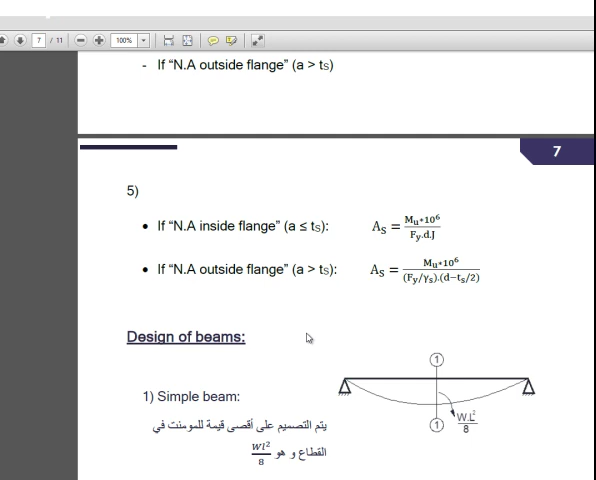 7 / 11 100%
- If “N.A outside flange” (a > ts)
7
5)
• If “N.A inside flange” (a ≤ ts): As = Mu*10⁶ / Fy.d.J
• If “N.A outside flange” (a > ts): As = Mu*10⁶ / (Fy/γs).(d−ts/2)
Design of beams:
1
1) Simple beam:
1
W.L² / 8
يتم التصميم على أقصى قيمة للمومنت في
القطاع و هو Wl² / 8